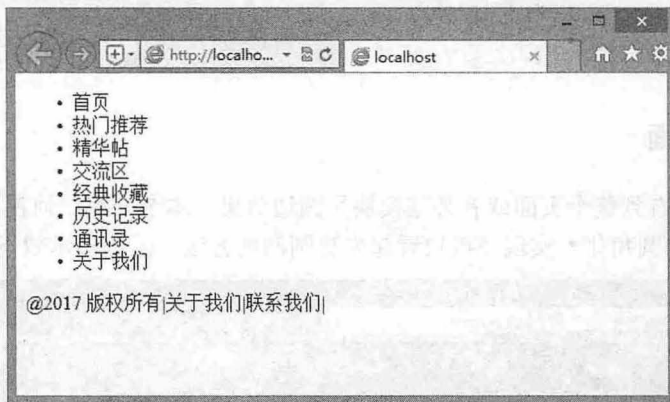 http://localho...
localhost
• 首页
• 热门推荐
• 精华帖
• 交流区
• 经典收藏
• 历史记录
• 通讯录
• 关于我们
@2017 版权所有|关于我们|联系我们|